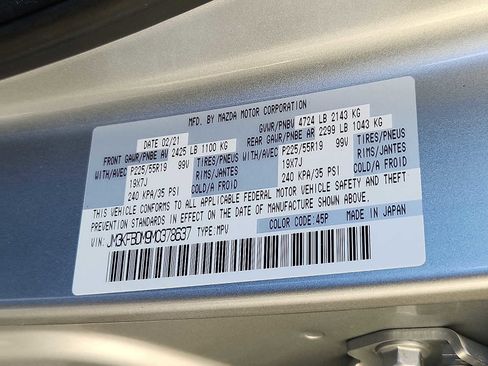 MFD. BY MAZDA MOTOR CORPORATION
DATE 02/21 GVWR/PNBV 4724 LB 2143 KG
FRONT GAWR/PNBE AV 2425 LB 1100 KG REAR GAWR/PNBE AR 2299 LB 1043 KG
WITH/AVEC P225/55R19 99V TIRES/PNEUS WITH/AVEC P225/55R19 99V TIRES/PNEUS
19X7J RIMS/JANTES 19X7J RIMS/JANTES
240 KPA/35 PSI COLD/A FROID 240 KPA/35 PSI COLD/A FROID
THIS VEHICLE CONFORMS TO ALL APPLICABLE FEDERAL MOTOR VEHICLE SAFETY AND THEFT
PREVENTION STANDARDS IN EFFECT ON THE DATE OF MANUFACTURE SHOWN ABOVE.
COLOR CODE:45P MADE IN JAPAN
VIN: JM3KFBDM9M0378637 TYPE:MPV